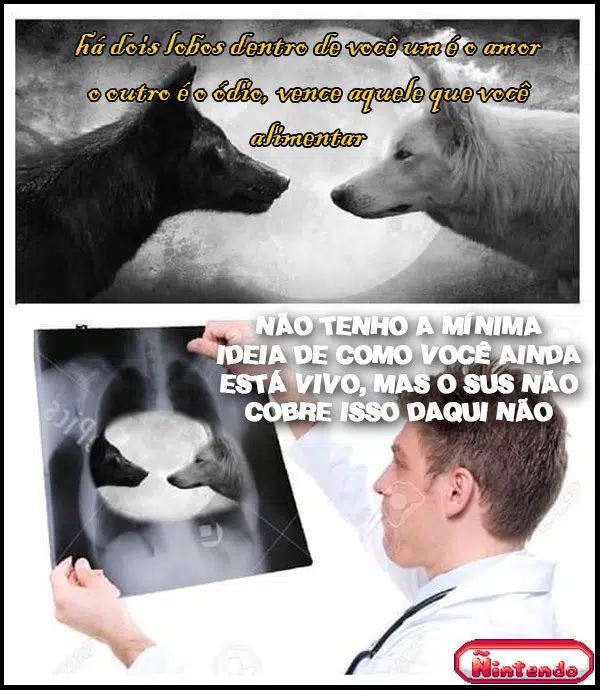 há dois lobos dentro de você um é o amor
o outro é o ódio, vence aquele que você
alimentar
NÃO TENHO A MÍNIMA
IDEIA DE COMO VOCÊ AINDA
ESTÁ VIVO, MAS O SUS NÃO
COBRE ISSO DAQUI NÃO
Ñintendo